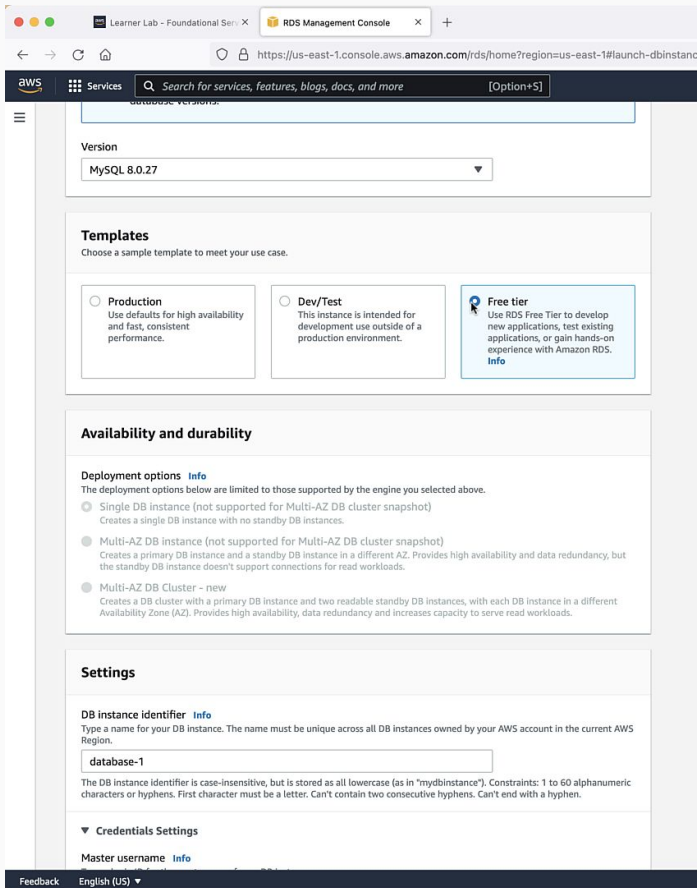 Learner Lab - Foundational Serv
RDS Management Console
https://us-east-1.console.aws.amazon.com/rds/home?region=us-east-1#launch-dbinstanc
aws
Services
Search for services, features, blogs, docs, and more
[Option+S]
database versions.
Version
MySQL 8.0.27
Templates
Choose a sample template to meet your use case.
Production
Use defaults for high availability
and fast, consistent
performance.
Dev/Test
This instance is intended for
development use outside of a
production environment.
Free tier
Use RDS Free Tier to develop
new applications, test existing
applications, or gain hands-on
experience with Amazon RDS.
Info
Availability and durability
Deployment options Info
The deployment options below are limited to those supported by the engine you selected above.
Single DB instance (not supported for Multi-AZ DB cluster snapshot)
Creates a single DB instance with no standby DB instances.
Multi-AZ DB instance (not supported for Multi-AZ DB cluster snapshot)
Creates a primary DB instance and a standby DB instance in a different AZ. Provides high availability and data redundancy, but
the standby DB instance doesn't support connections for read workloads.
Multi-AZ DB Cluster - new
Creates a DB cluster with a primary DB instance and two readable standby DB instances, with each DB instance in a different
Availability Zone (AZ). Provides high availability, data redundancy and increases capacity to serve read workloads.
Settings
DB instance identifier Info
Type a name for your DB instance. The name must be unique across all DB instances owned by your AWS account in the current AWS
Region.
database-1
The DB instance identifier is case-insensitive, but is stored as all lowercase (as in "mydbinstance"). Constraints: 1 to 60 alphanumeric
characters or hyphens. First character must be a letter. Can't contain two consecutive hyphens. Can't end with a hyphen.
Credentials Settings
Master username Info
Feedback
English (US)